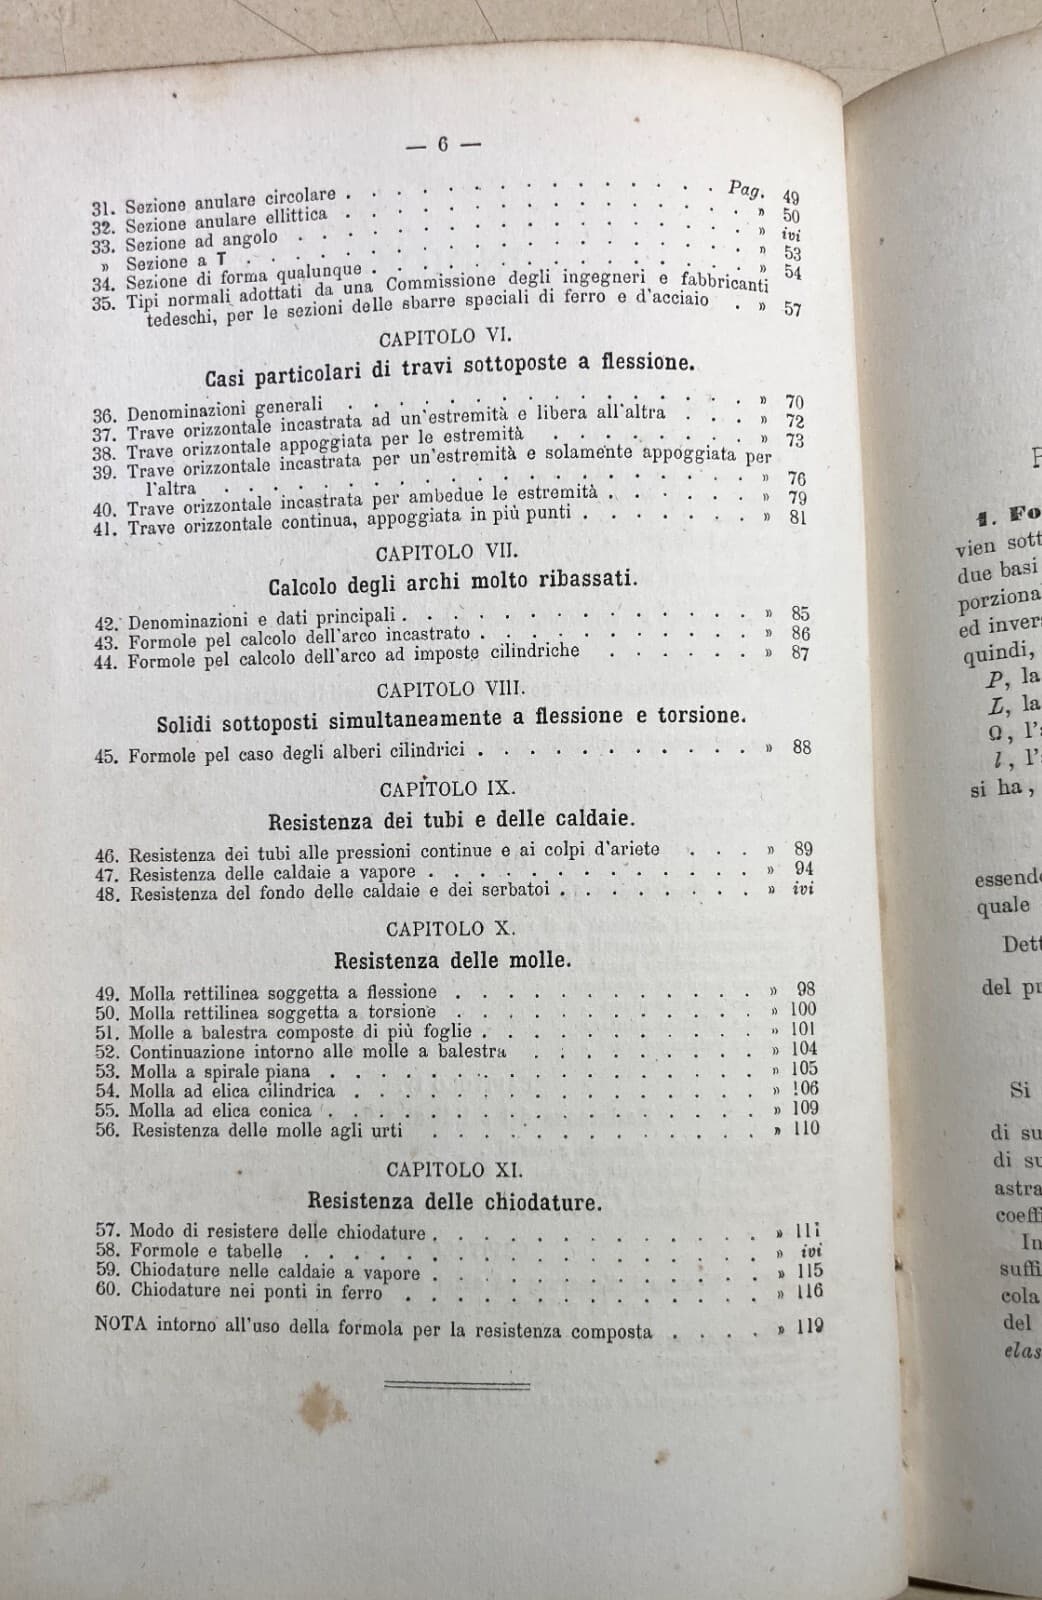 — 6 —
31. Sezione anulare circolare . . . . . . . . . . . . . . . Pag. 49
32. Sezione anulare ellittica . . . . . . . . . . . . . . . . » 50
33. Sezione ad angolo . . . . . . . . . . . . . . . . . . » ivi
» Sezione a T . . . . . . . . . . . . . . . . . . . . » 53
34. Sezione di forma qualunque . . . . . . . . . . . . . . . » 54
35. Tipi normali adottati da una Commissione degli ingegneri e fabbricanti
tedeschi, per le sezioni delle sbarre speciali di ferro e d'acciaio . » 57
CAPITOLO VI.
Casi particolari di travi sottoposte a flessione.
36. Denominazioni generali . . . . . . . . . . . . . . . . » 70
37. Trave orizzontale incastrata ad un'estremità e libera all'altra . . . » 72
38. Trave orizzontale appoggiata per le estremità . . . . . . . . » 73
39. Trave orizzontale incastrata per un'estremità e solamente appoggiata per
l'altra . . . . . . . . . . . . . . . . . . . . . » 76
40. Trave orizzontale incastrata per ambedue le estremità . . . . . . » 79
41. Trave orizzontale continua, appoggiata in più punti . . . . . . . » 81
CAPITOLO VII.
Calcolo degli archi molto ribassati.
42. Denominazioni e dati principali . . . . . . . . . . . . . . » 85
43. Formole pel calcolo dell'arco incastrato . . . . . . . . . . . » 86
44. Formole pel calcolo dell'arco ad imposte cilindriche . . . . . . » 87
CAPITOLO VIII.
Solidi sottoposti simultaneamente a flessione e torsione.
45. Formole pel caso degli alberi cilindrici . . . . . . . . . . . » 88
CAPITOLO IX.
Resistenza dei tubi e delle caldaie.
46. Resistenza dei tubi alle pressioni continue e ai colpi d'ariete . . . » 89
47. Resistenza delle caldaie a vapore . . . . . . . . . . . . . » 94
48. Resistenza del fondo delle caldaie e dei serbatoi . . . . . . . . » ivi
CAPITOLO X.
Resistenza delle molle.
49. Molla rettilinea soggetta a flessione . . . . . . . . . . . . » 98
50. Molla rettilinea soggetta a torsione . . . . . . . . . . . . » 100
51. Molle a balestra composte di più foglie . . . . . . . . . . . » 101
52. Continuazione intorno alle molle a balestra . . . . . . . . . » 104
53. Molla a spirale piana . . . . . . . . . . . . . . . . . » 105
54. Molla ad elica cilindrica . . . . . . . . . . . . . . . . » 106
55. Molla ad elica conica . . . . . . . . . . . . . . . . . » 109
56. Resistenza delle molle agli urti . . . . . . . . . . . . . » 110
CAPITOLO XI.
Resistenza delle chiodature.
57. Modo di resistere delle chiodature . . . . . . . . . . . . . » 111
58. Formole e tabelle . . . . . . . . . . . . . . . . . . » ivi
59. Chiodature nelle caldaie a vapore . . . . . . . . . . . . . » 115
60. Chiodature nei ponti in ferro . . . . . . . . . . . . . . » 116
NOTA intorno all'uso della formola per la resistenza composta . . . . » 119
1. Fo
vien sott
due basi
porziona
ed inver
quindi,
P, la
L, la
Ω, l'
l, l'
si ha,
essend
quale
Dett
del pr
Si
di su
di su
astra
coeffi
In
suffi
cola
del
elas